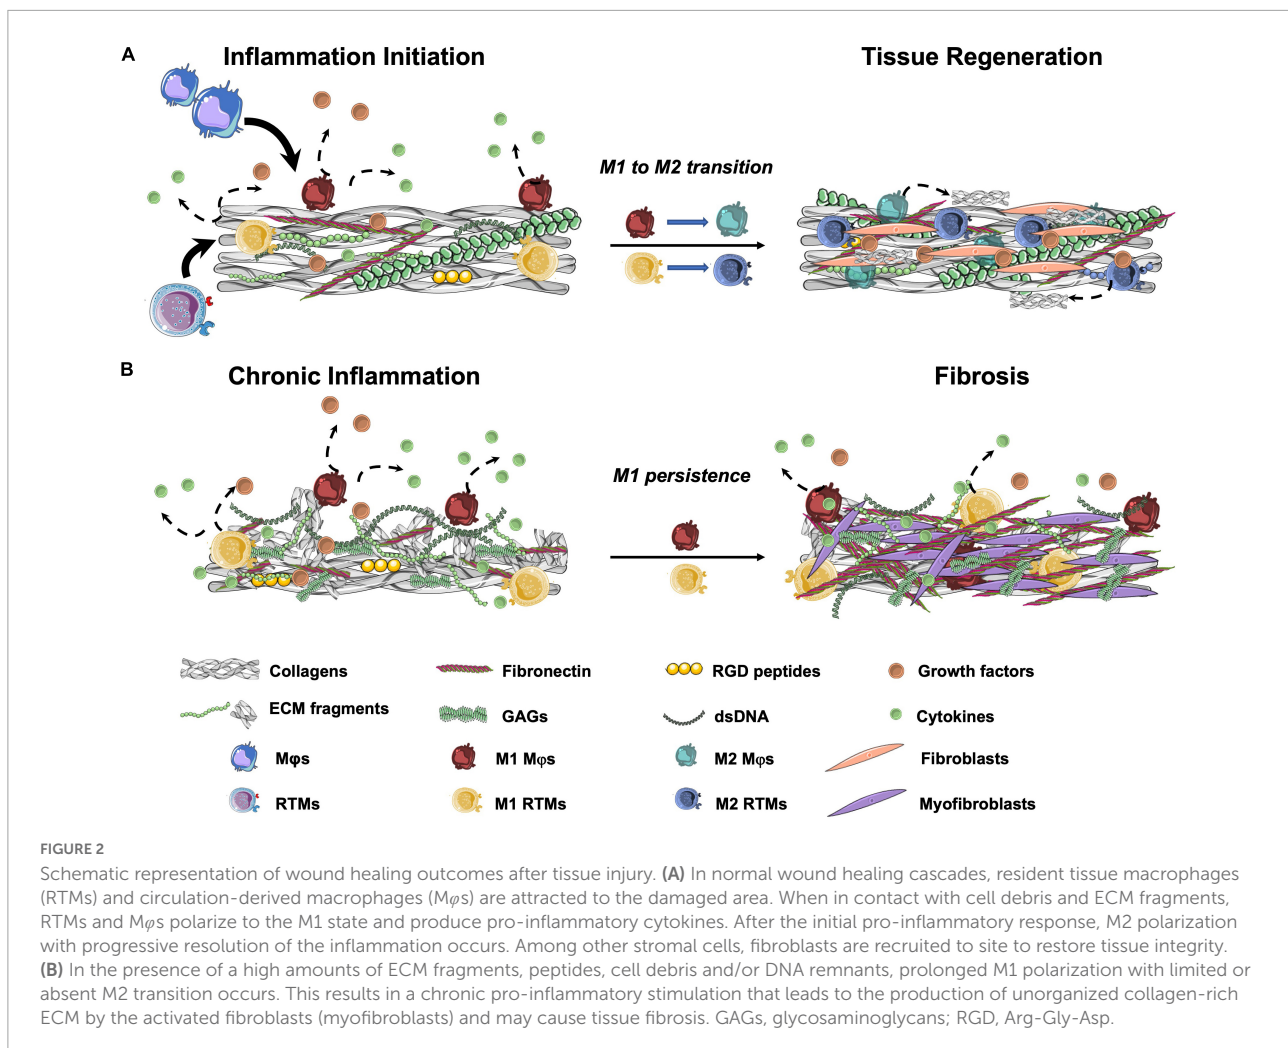 A
Inflammation Initiation
Tissue Regeneration
M1 to M2 transition
B
Chronic Inflammation
Fibrosis
M1 persistence
Collagens
Fibronectin
RGD peptides
Growth factors
ECM fragments
GAGs
dsDNA
Cytokines
Mφs
M1 Mφs
M2 Mφs
Fibroblasts
RTMs
M1 RTMs
M2 RTMs
Myofibroblasts
FIGURE 2
Schematic representation of wound healing outcomes after tissue injury. (A) In normal wound healing cascades, resident tissue macrophages
(RTMs) and circulation-derived macrophages (Mφs) are attracted to the damaged area. When in contact with cell debris and ECM fragments,
RTMs and Mφs polarize to the M1 state and produce pro-inflammatory cytokines. After the initial pro-inflammatory response, M2 polarization
with progressive resolution of the inflammation occurs. Among other stromal cells, fibroblasts are recruited to site to restore tissue integrity.
(B) In the presence of a high amounts of ECM fragments, peptides, cell debris and/or DNA remnants, prolonged M1 polarization with limited or
absent M2 transition occurs. This results in a chronic pro-inflammatory stimulation that leads to the production of unorganized collagen-rich
ECM by the activated fibroblasts (myofibroblasts) and may cause tissue fibrosis. GAGs, glycosaminoglycans; RGD, Arg-Gly-Asp.